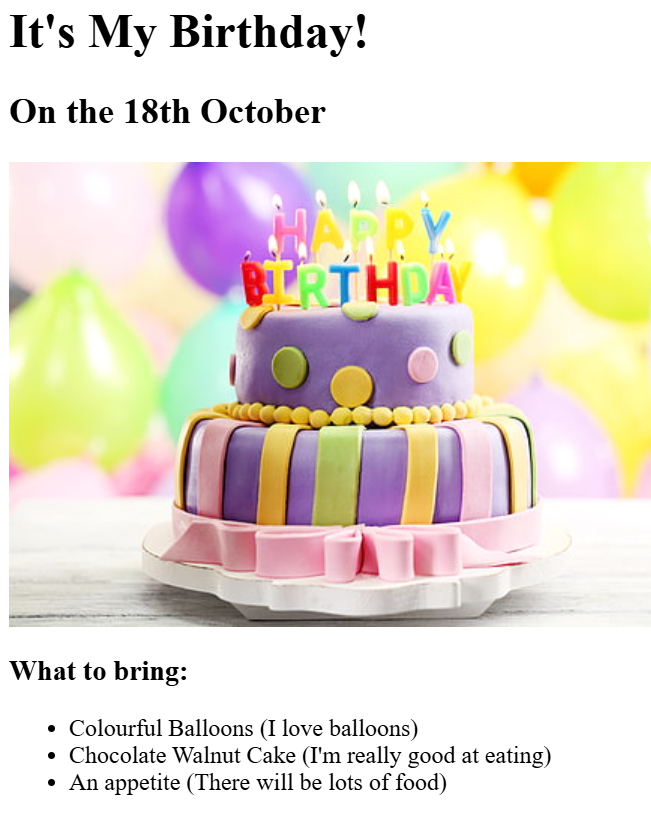 It's My Birthday!
On the 18th October
HAPPY
BIRTHDAY
What to bring:
Colourful Balloons (I love balloons)
Chocolate Walnut Cake (I'm really good at eating)
An appetite (There will be lots of food)